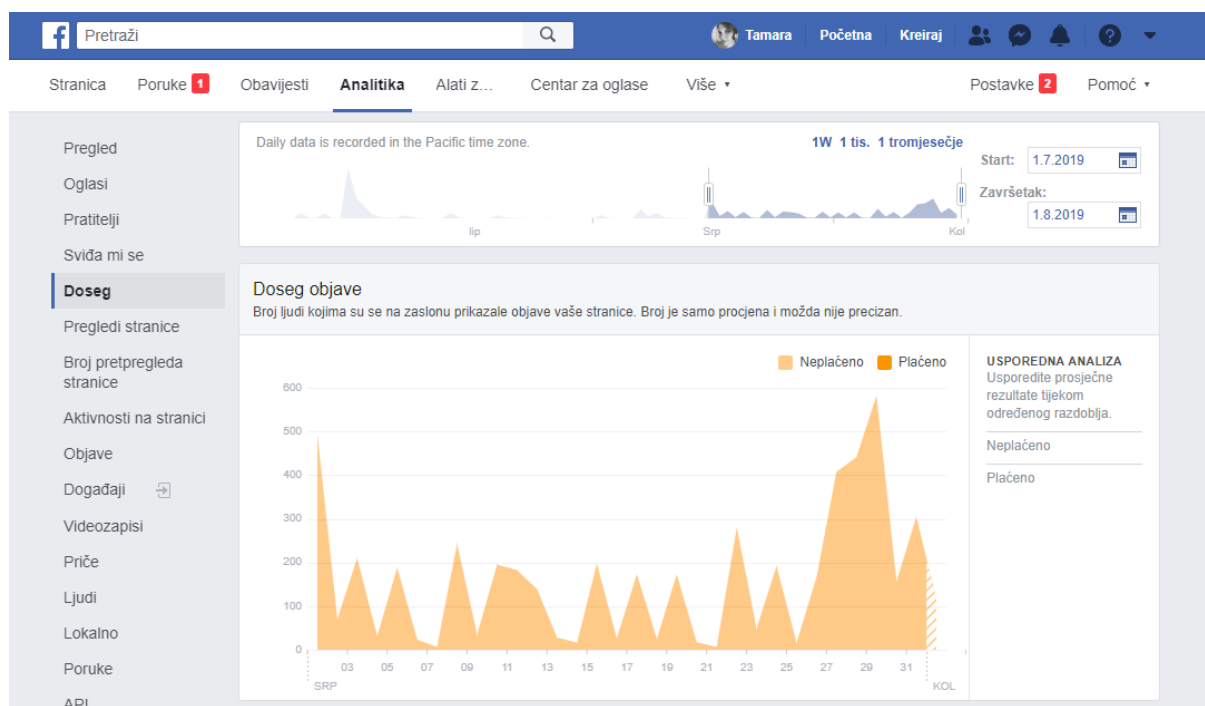 f Pretraži Tamara Početna Kreiraj
Stranica Poruke 1 Obavijesti Analitika Alati z... Centar za oglase Više Postavke 2 Pomoć
Pregled
Oglasi
Pratitelji
Sviđa mi se
Doseg
Pregledi stranice
Broj pretpregleda
stranice
Aktivnosti na stranici
Objave
Događaji
Videozapisi
Priče
Ljudi
Lokalno
Poruke
API
Daily data is recorded in the Pacific time zone.
1W 1 tis. 1 tromjesečje
Start: 1.7.2019
Završetak:
1.8.2019
lip Srp Kol
Doseg objave
Broj ljudi kojima su se na zaslonu prikazale objave vaše stranice. Broj je samo procjena i možda nije precizan.
Neplaćeno Plaćeno
600
500
400
300
200
100
0
03 05 07 09 11 13 15 17 19 21 23 25 27 29 31
SRP KOL
USPOREDNA ANALIZA
Usporedite prosječne
rezultate tijekom
određenog razdoblja.
Neplaćeno
Plaćeno